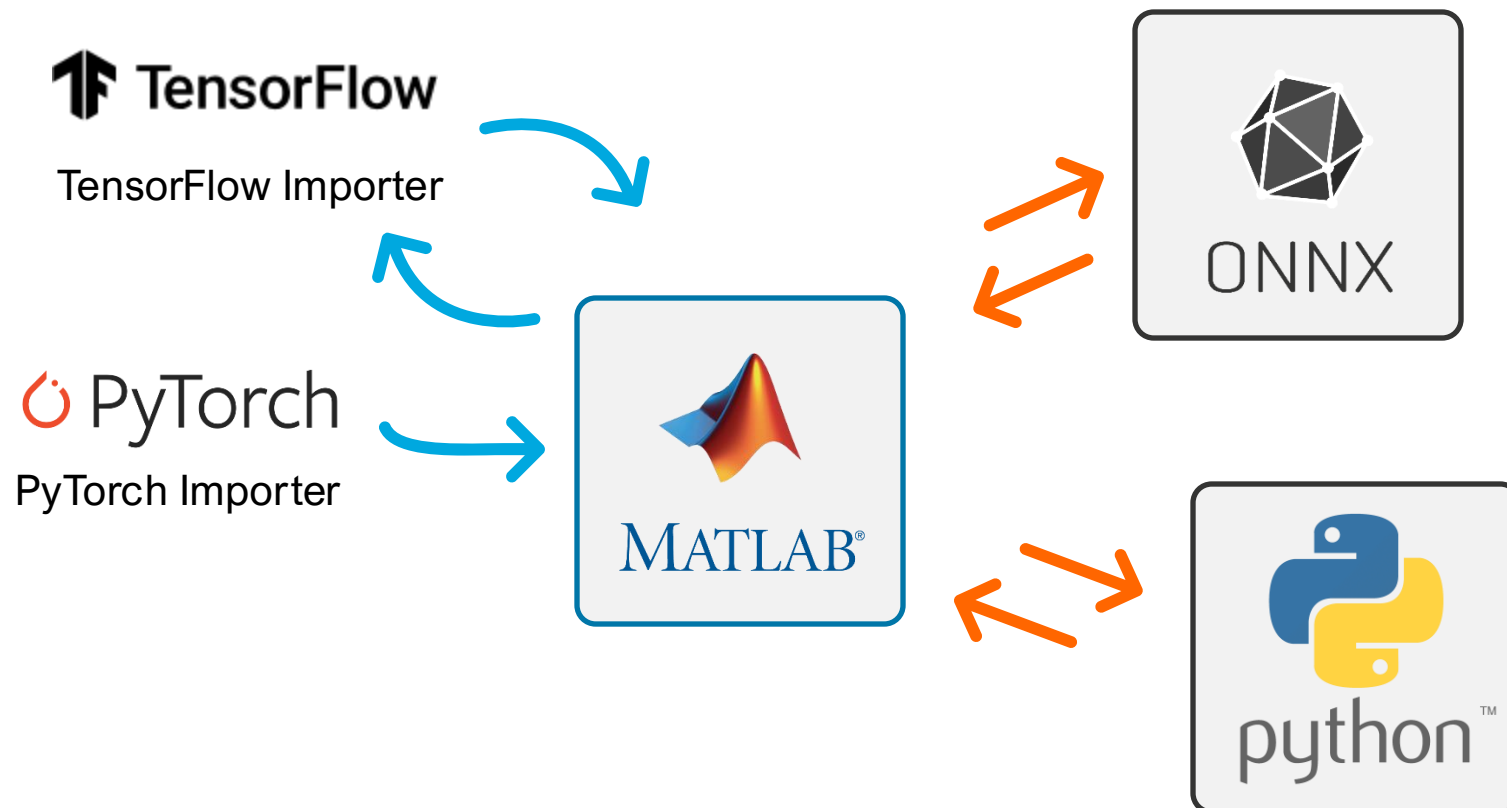 TensorFlow
TensorFlow Importer
PyTorch
PyTorch Importer
MATLAB®
ONNX
python™